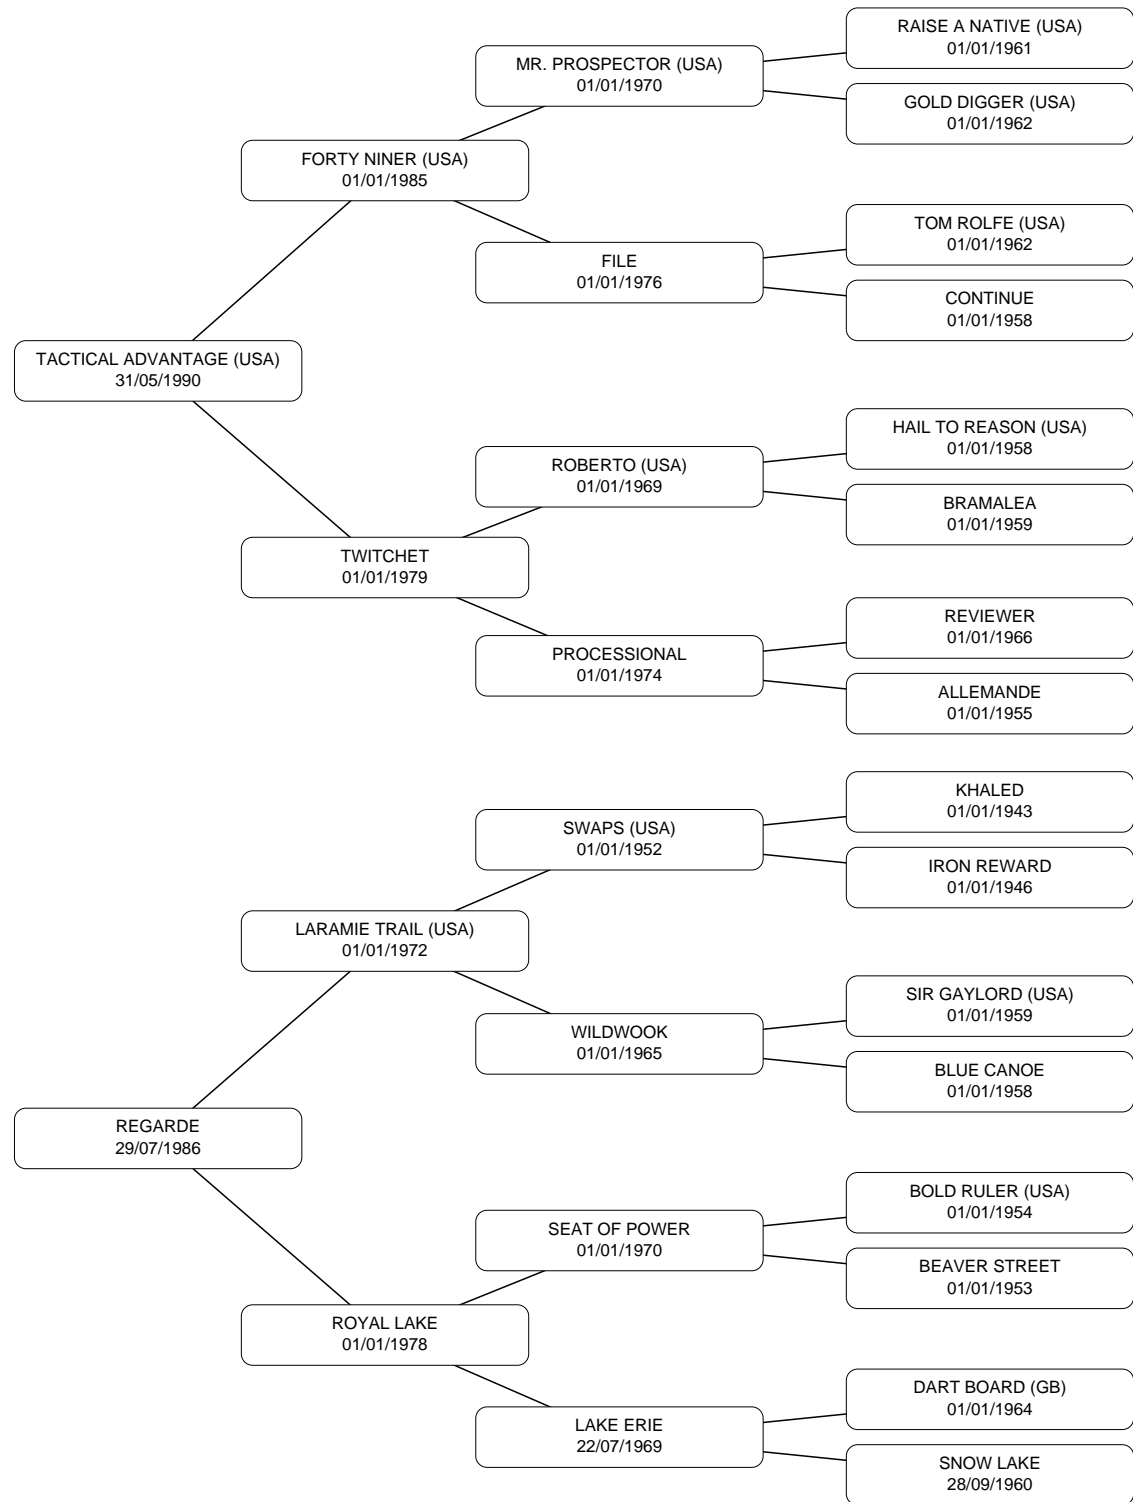 RAISE A NATIVE (USA)
01/01/1961
MR. PROSPECTOR (USA)
01/01/1970
GOLD DIGGER (USA)
01/01/1962
FORTY NINER (USA)
01/01/1985
TOM ROLFE (USA)
01/01/1962
FILE
01/01/1976
CONTINUE
01/01/1958
TACTICAL ADVANTAGE (USA)
31/05/1990
HAIL TO REASON (USA)
01/01/1958
ROBERTO (USA)
01/01/1969
BRAMALEA
01/01/1959
TWITCHET
01/01/1979
REVIEWER
01/01/1966
PROCESSIONAL
01/01/1974
ALLEMANDE
01/01/1955
KHALED
01/01/1943
SWAPS (USA)
01/01/1952
IRON REWARD
01/01/1946
LARAMIE TRAIL (USA)
01/01/1972
SIR GAYLORD (USA)
01/01/1959
WILDWOOK
01/01/1965
BLUE CANOE
01/01/1958
REGARDE
29/07/1986
BOLD RULER (USA)
01/01/1954
SEAT OF POWER
01/01/1970
BEAVER STREET
01/01/1953
ROYAL LAKE
01/01/1978
DART BOARD (GB)
01/01/1964
LAKE ERIE
22/07/1969
SNOW LAKE
28/09/1960